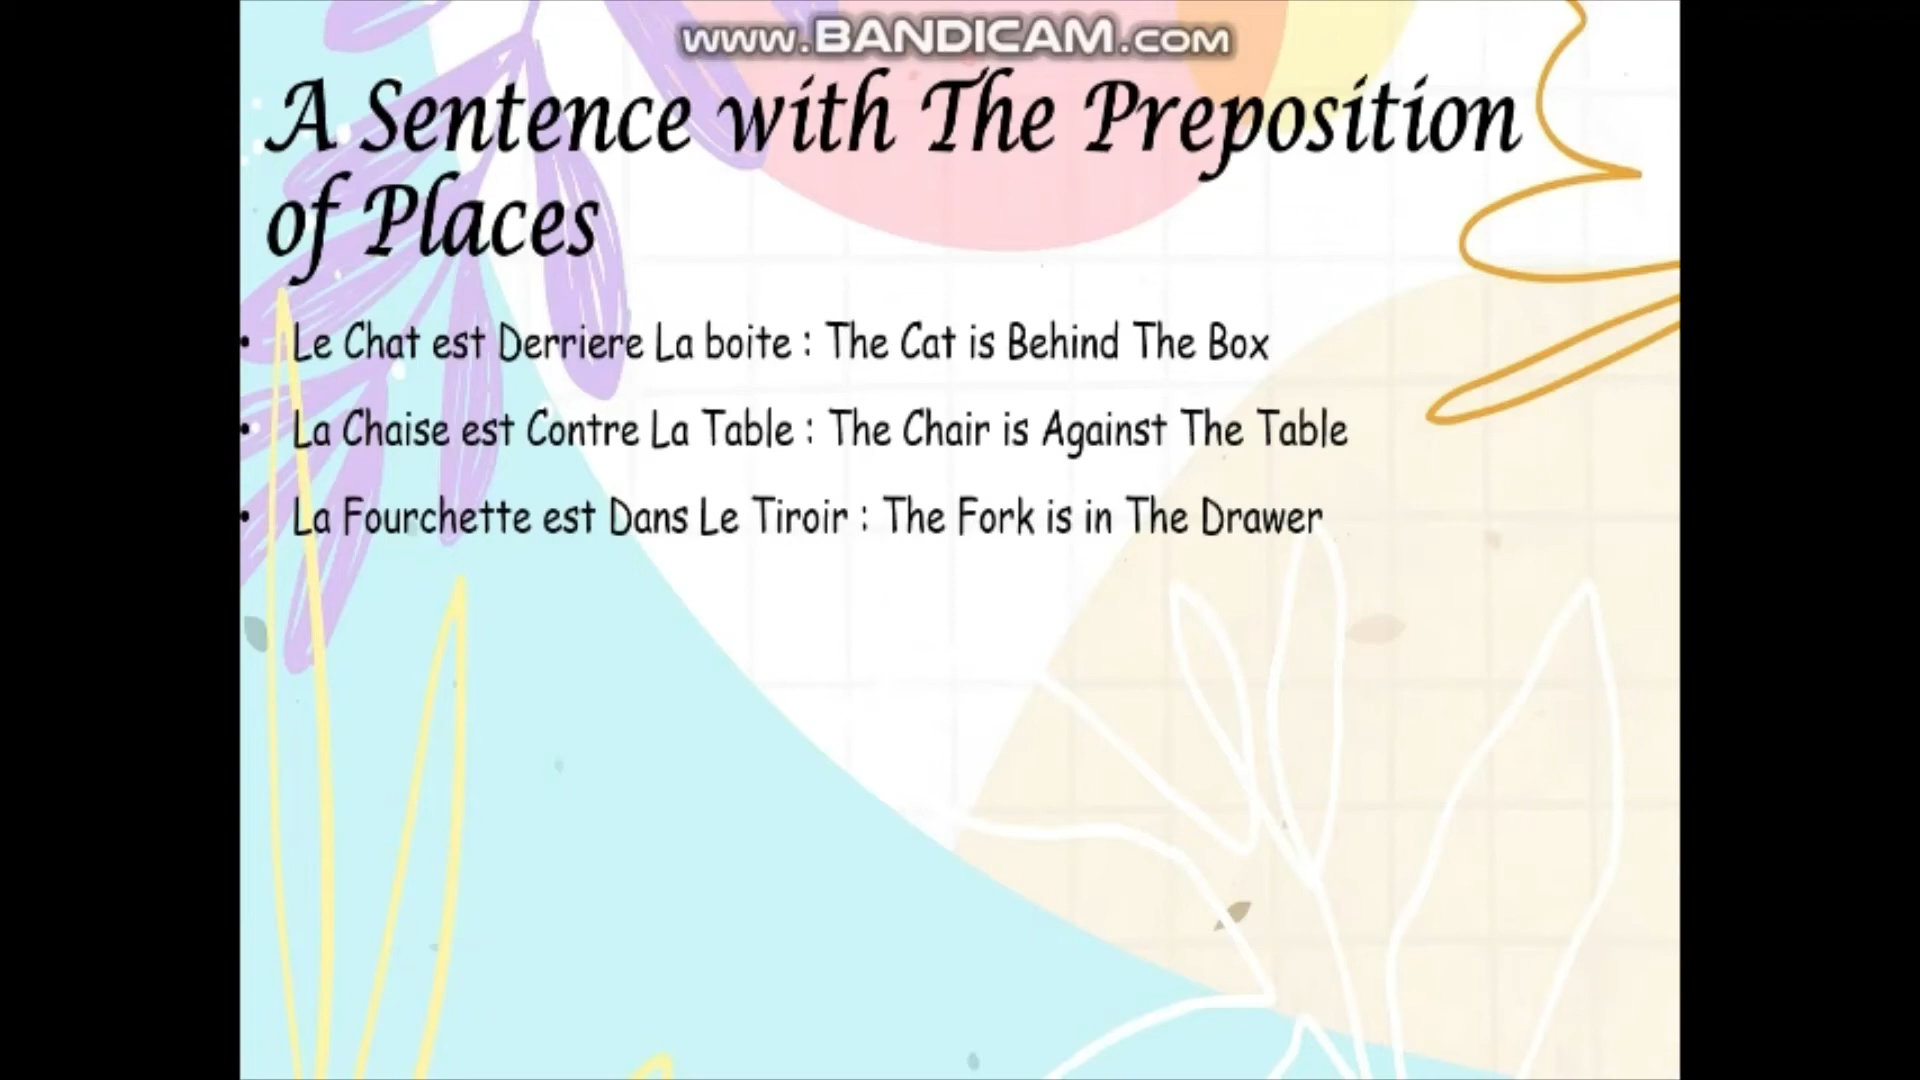 www.BANDICAM.com
A Sentence with The Preposition
of Places
• Le Chat est Derriere La boite : The Cat is Behind The Box
• La Chaise est Contre La Table : The Chair is Against The Table
• La Fourchette est Dans Le Tiroir : The Fork is in The Drawer